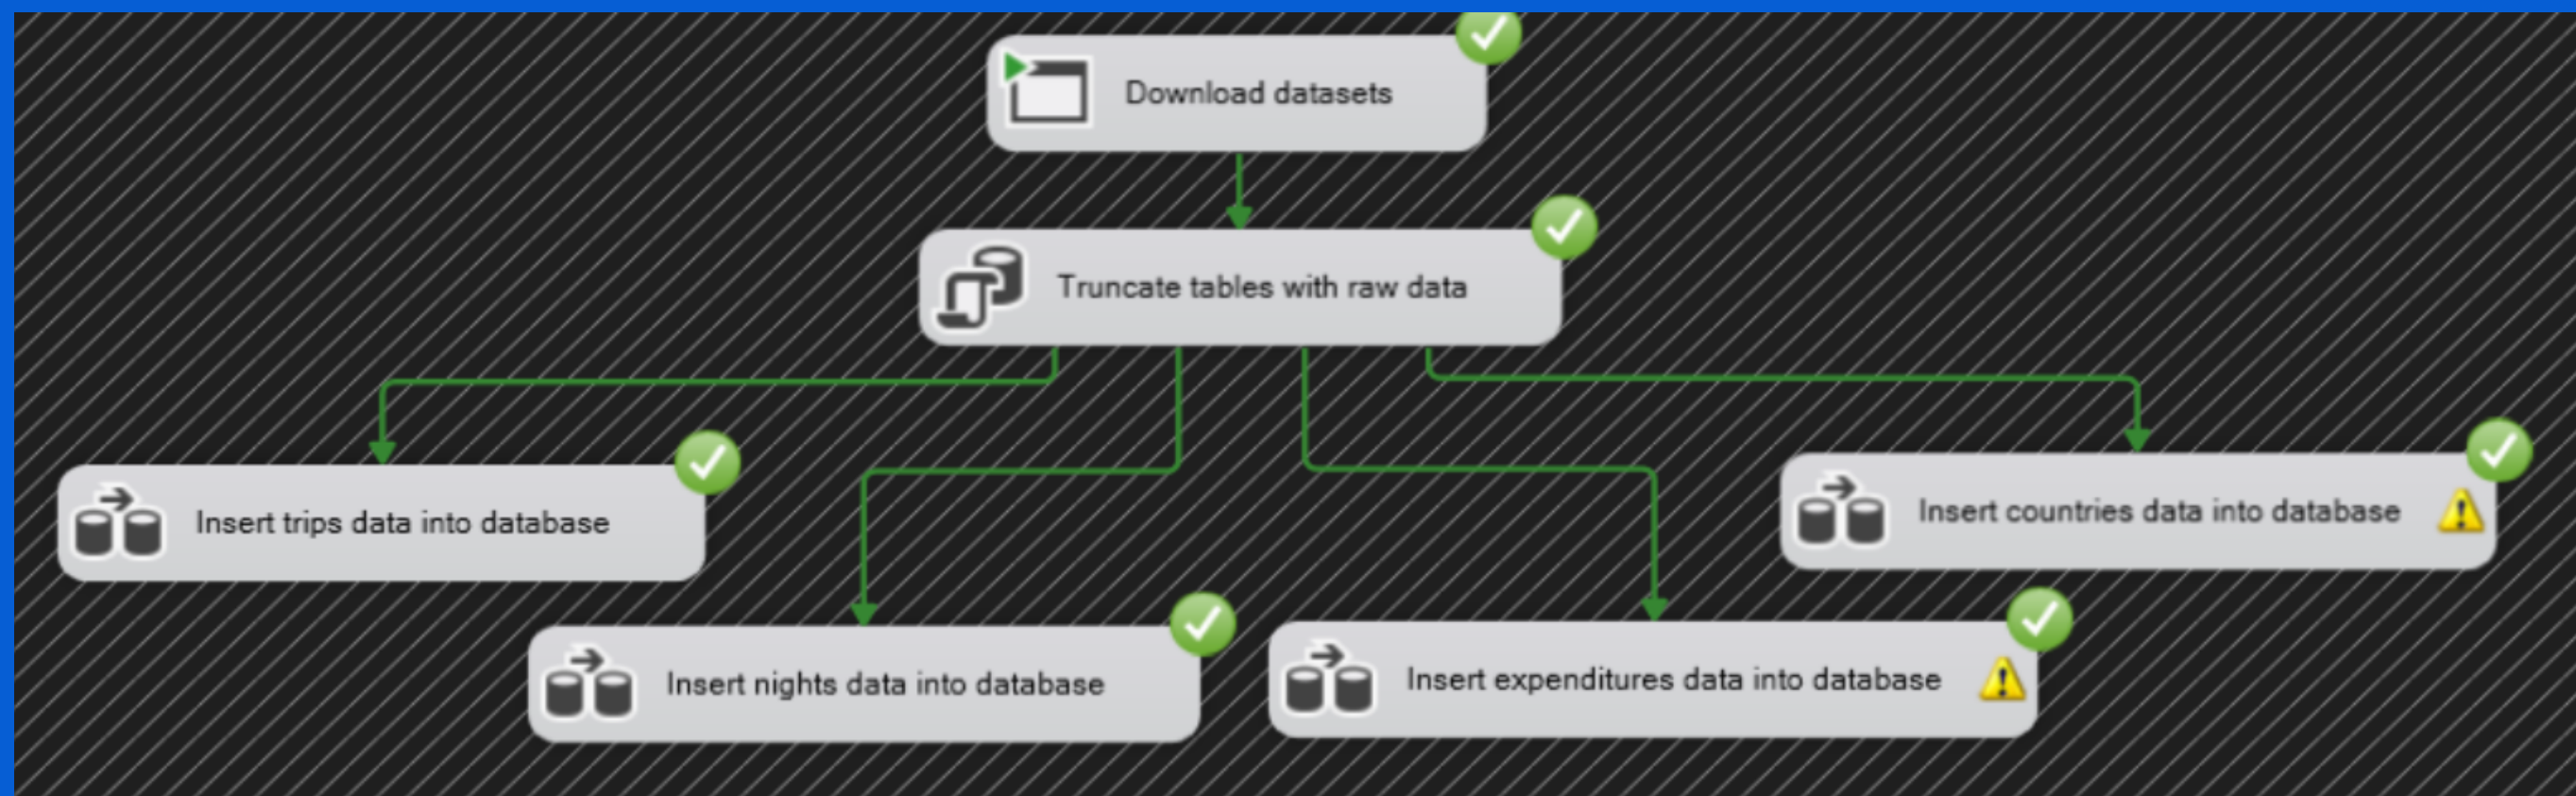 Download datasets
Truncate tables with raw data
Insert trips data into database
Insert countries data into database
Insert nights data into database
Insert expenditures data into database